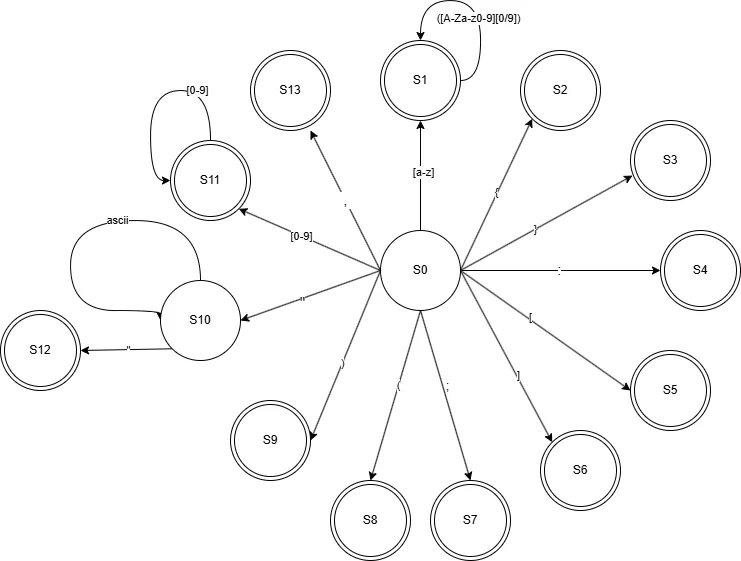 ([A-Za-z0-9][0/9])
S1
S13
S2
[0-9]
S11
S3
[a-z]
{
,
}
[0-9]
ascii
S0
:
S4
S10
"
[
S12
"
)
(
;
]
S5
S9
S6
S8
S7